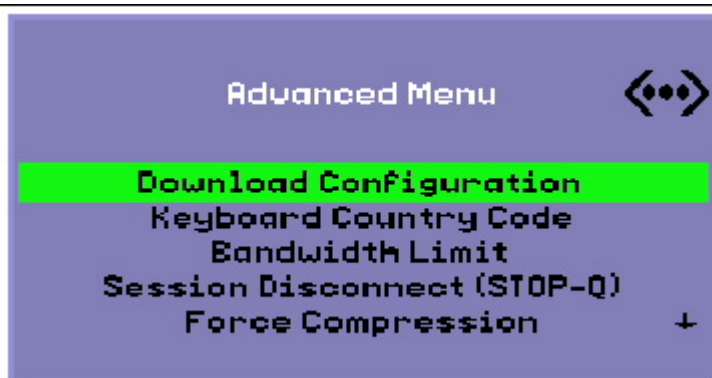 Advanced Menu
Download Configuration
Keyboard Country Code
Bandwidth Limit
Session Disconnect (STOP-Q)
Force Compression